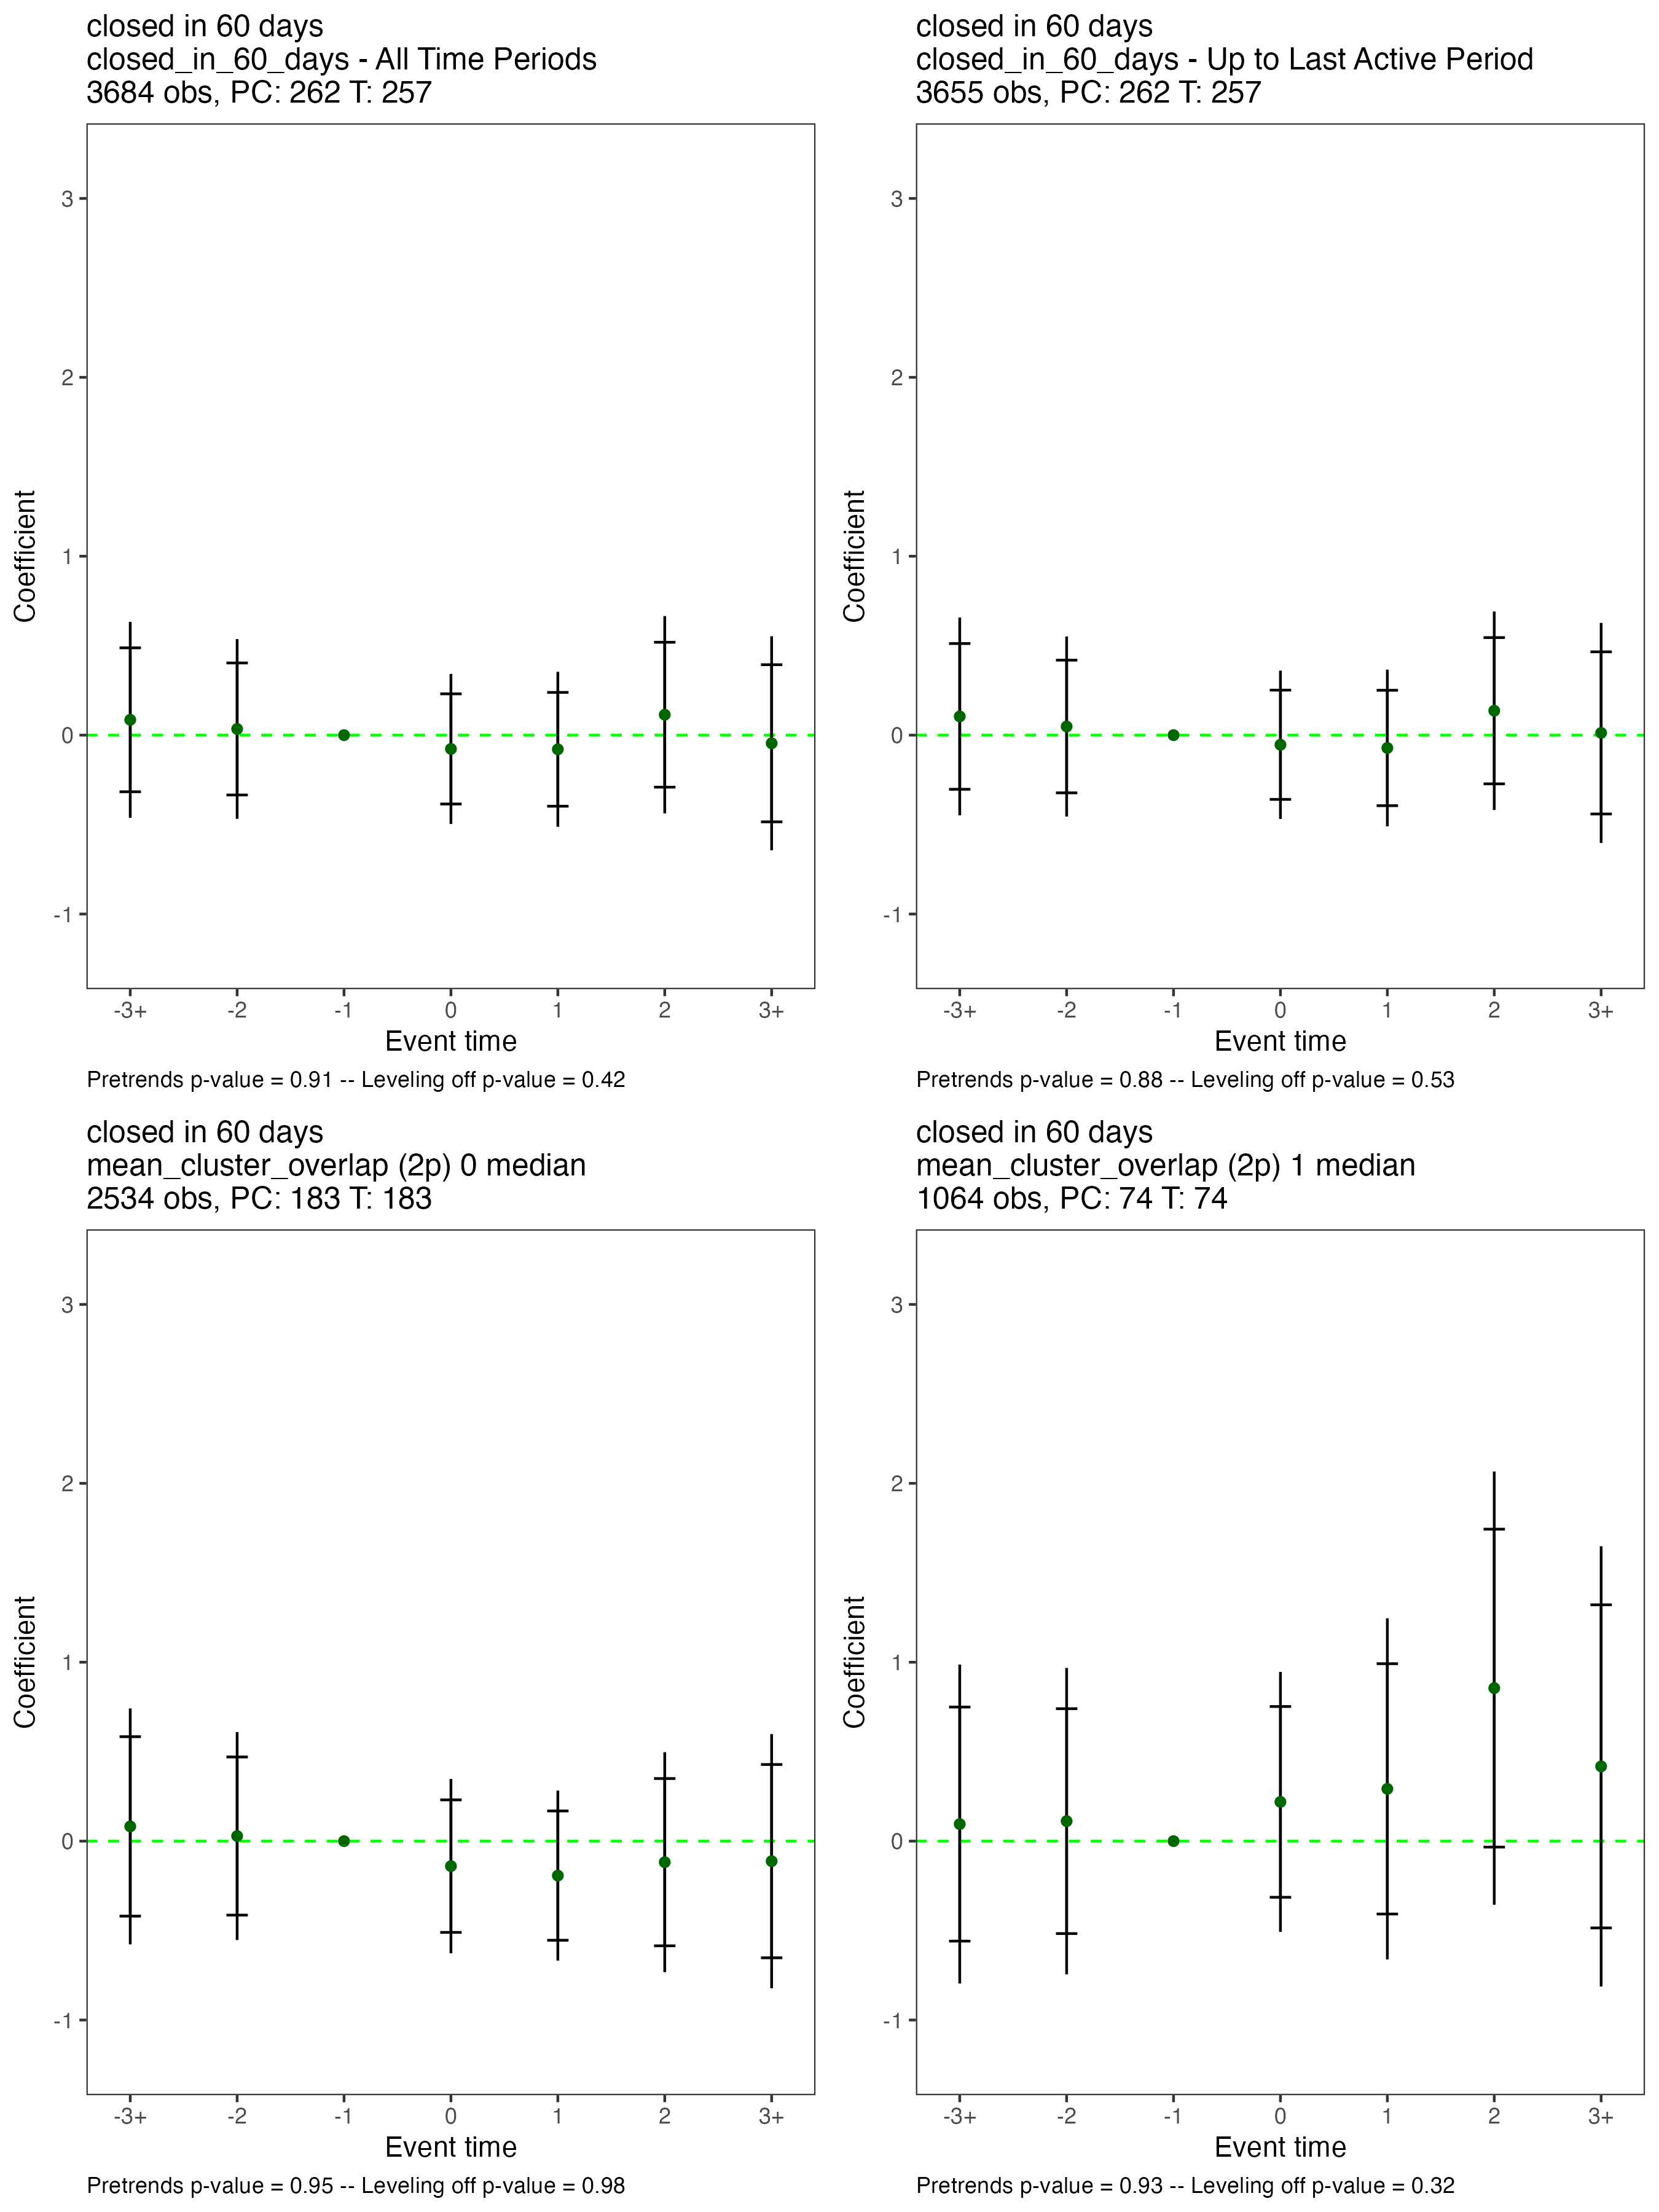 closed in 60 days
closed_in_60_days - All Time Periods
3684 obs, PC: 262 T: 257
Coefficient
3
2
1
0
-1
-3+ -2 -1 0 1 2 3+
Event time
Pretrends p-value = 0.91 -- Leveling off p-value = 0.42
closed in 60 days
closed_in_60_days - Up to Last Active Period
3655 obs, PC: 262 T: 257
Coefficient
3
2
1
0
-1
-3+ -2 -1 0 1 2 3+
Event time
Pretrends p-value = 0.88 -- Leveling off p-value = 0.53
closed in 60 days
mean_cluster_overlap (2p) 0 median
2534 obs, PC: 183 T: 183
Coefficient
3
2
1
0
-1
-3+ -2 -1 0 1 2 3+
Event time
Pretrends p-value = 0.95 -- Leveling off p-value = 0.98
closed in 60 days
mean_cluster_overlap (2p) 1 median
1064 obs, PC: 74 T: 74
Coefficient
3
2
1
0
-1
-3+ -2 -1 0 1 2 3+
Event time
Pretrends p-value = 0.93 -- Leveling off p-value = 0.32